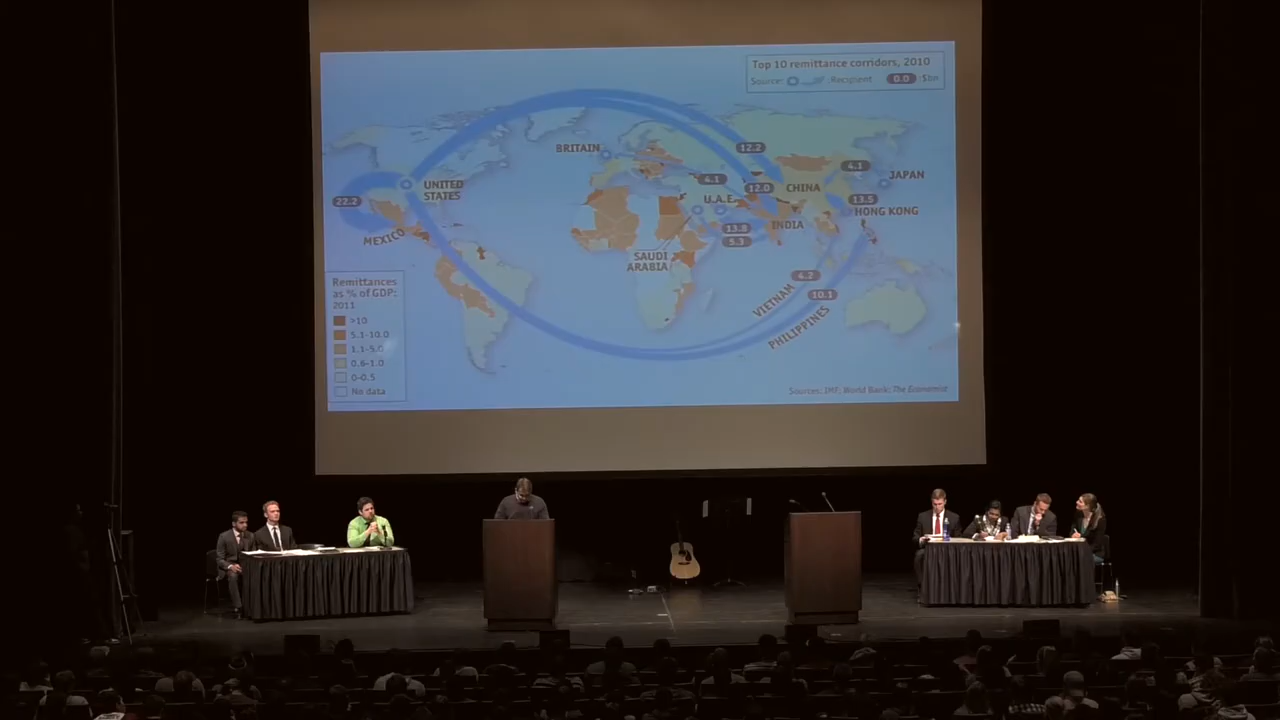 Top 10 remittance corridors, 2010
Source: Recipient 0.0 $bn
BRITAIN
12.2
4.1
JAPAN
UNITED
STATES
4.1
12.0
CHINA
22.2
U.A.E.
13.5
HONG KONG
MEXICO
13.8
INDIA
5.3
SAUDI
ARABIA
4.2
VIETNAM
10.1
PHILIPPINES
Remittances
as % of GDP:
2011
>10
5.1-10.0
1.1-5.0
0.6-1.0
0-0.5
No data
Sources: IMF; World Bank; The Economist